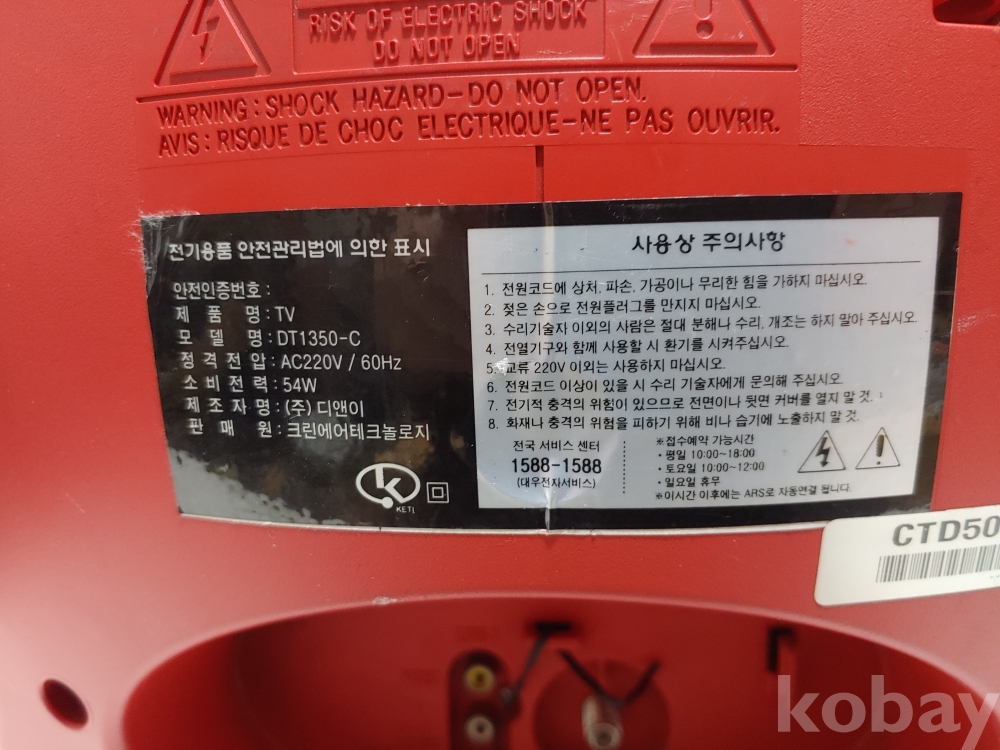 RISK OF ELECTRIC SHOCK
DO NOT OPEN
WARNING : SHOCK HAZARD-DO NOT OPEN.
AVIS : RISQUE DE CHOC ELECTRIQUE-NE PAS OUVRIR.
전기용품 안전관리법에 의한 표시
안전인증번호 :
제 품 명 : TV
모 델 명 : DT1350-C
정격전압 : AC220V / 60Hz
소비전력 : 54W
제조자명 : (주) 디앤이
판 매 원 : 크린에어테크놀로지
KETI
사용상 주의사항
1. 전원코드에 상처, 파손, 가공이나 무리한 힘을 가하지 마십시오.
2. 젖은 손으로 전원플러그를 만지지 마십시오.
3. 수리기술자 이외의 사람은 절대 분해나 수리, 개조는 하지 말아 주십시오.
4. 전열기구와 함께 사용할 시 환기를 시켜주십시오.
5. 교류 220V 이외는 사용하지 마십시오.
6. 전원코드 이상이 있을 시 수리 기술자에게 문의해 주십시오.
7. 전기적 충격의 위험이 있으므로 전면이나 뒷면 커버를 열지 말 것.
8. 화재나 충격의 위험을 피하기 위해 비나 습기에 노출하지 말 것.
전국 서비스 센터
1588-1588
(대우전자서비스)
※접수예약 가능시간
· 평일 10:00~18:00
· 토요일 10:00~12:00
· 일요일 휴무
※이시간 이후에는 ARS로 자동연결 됩니다.
CTD50
kobay